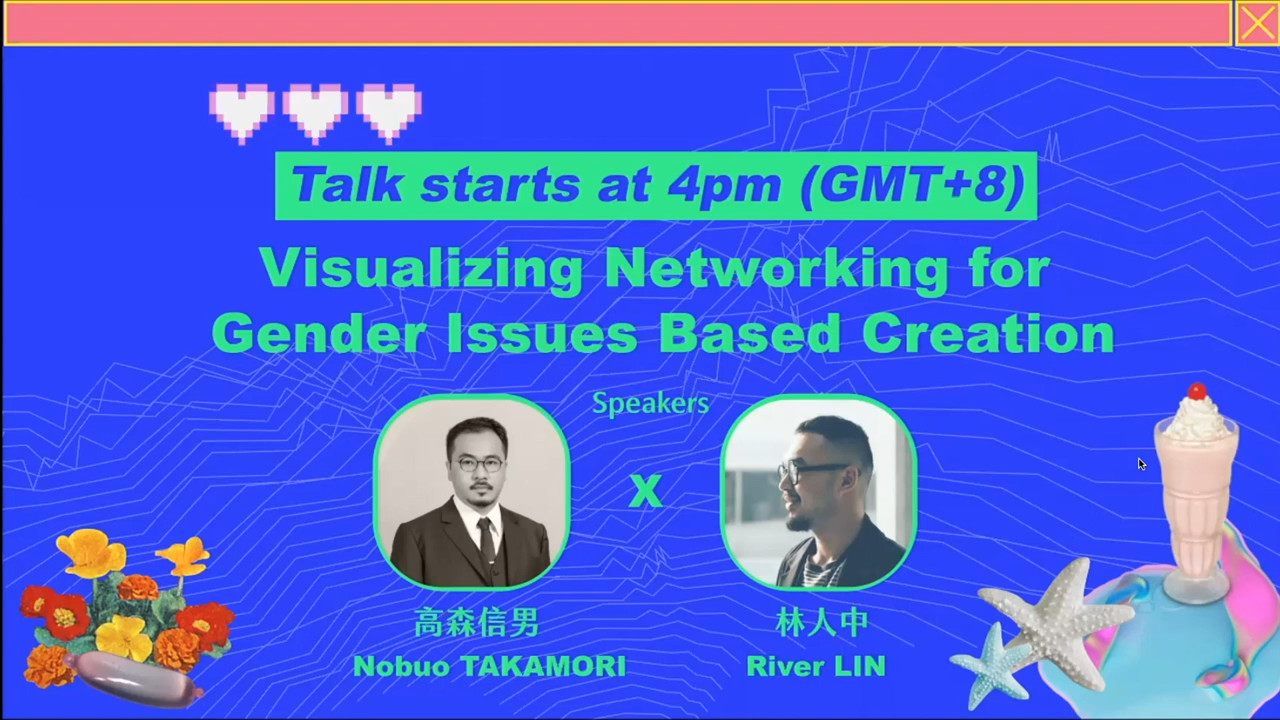 Talk starts at 4pm (GMT+8)
Visualizing Networking for
Gender Issues Based Creation
Speakers
X
高森信男
Nobuo TAKAMORI
林人中
River LIN